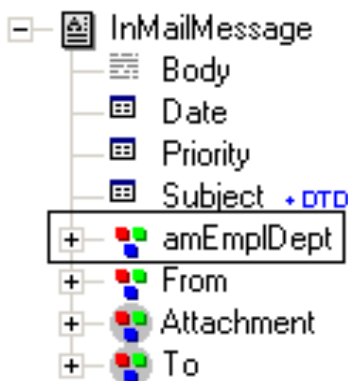 InMailMessage
Body
Date
Priority
Subject + DTD
amEmplDept
From
Attachment
To